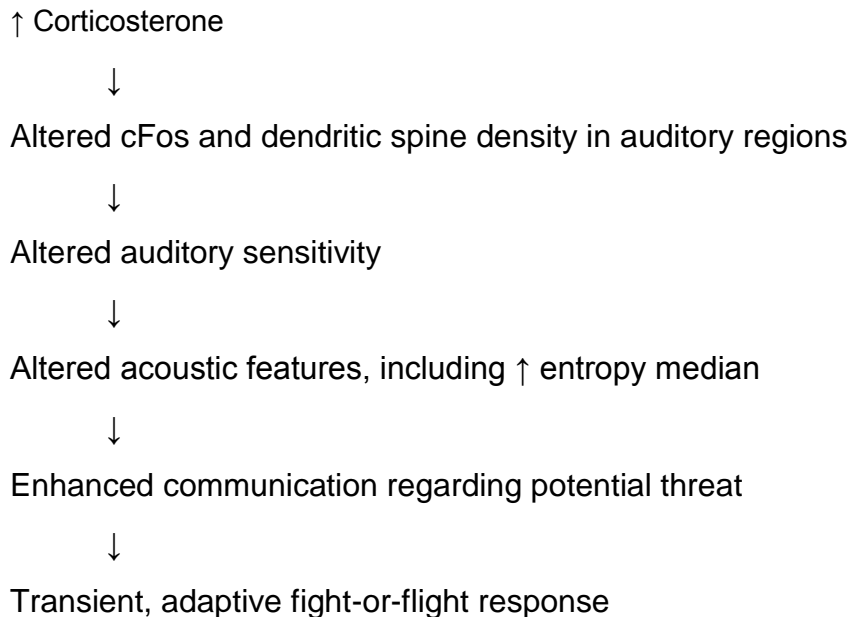 ↑ Corticosterone
↓
Altered cFos and dendritic spine density in auditory regions
↓
Altered auditory sensitivity
↓
Altered acoustic features, including ↑ entropy median
↓
Enhanced communication regarding potential threat
↓
Transient, adaptive fight-or-flight response